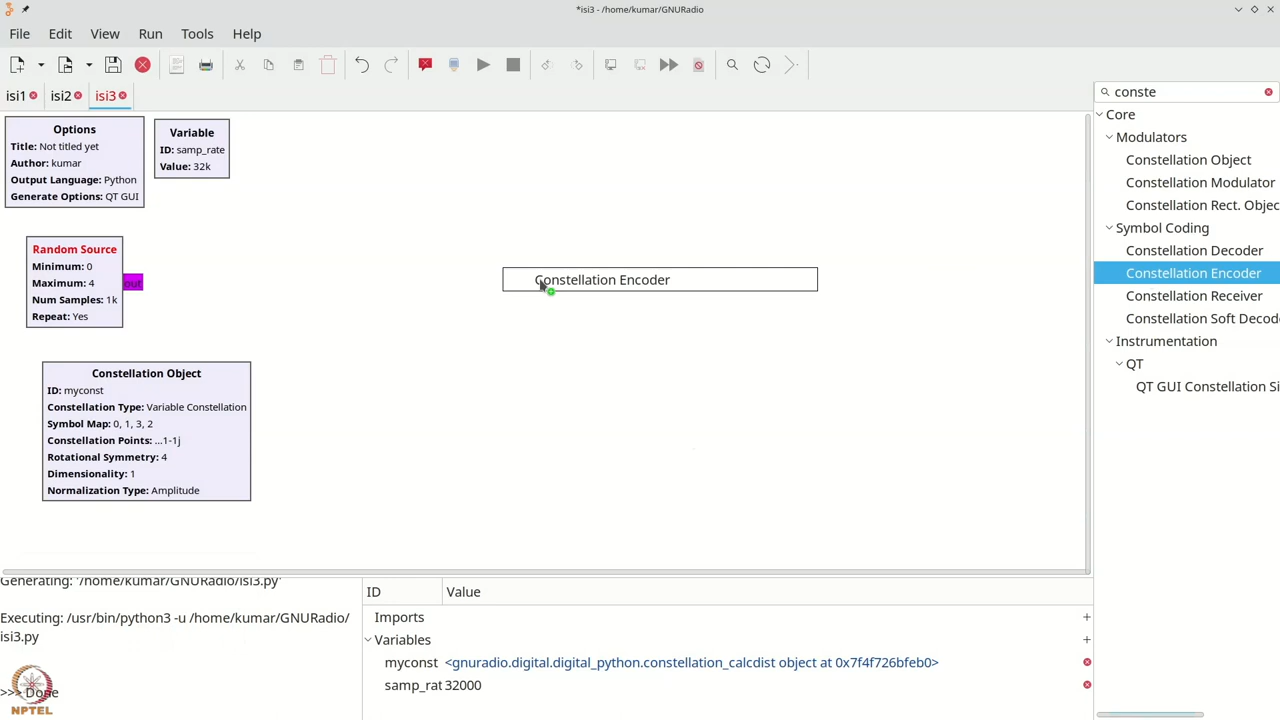 *isi3 - /home/kumar/GNURadio
File Edit View Run Tools Help
isi1 isi2 isi3
conste
Options
Title: Not titled yet
Author: kumar
Output Language: Python
Generate Options: QT GUI
Variable
ID: samp_rate
Value: 32k
Random Source
Minimum: 0
Maximum: 4
Num Samples: 1k
Repeat: Yes
out
Constellation Object
ID: myconst
Constellation Type: Variable Constellation
Symbol Map: 0, 1, 3, 2
Constellation Points: ...1-1j
Rotational Symmetry: 4
Dimensionality: 1
Normalization Type: Amplitude
Constellation Encoder
Core
Modulators
Constellation Object
Constellation Modulator
Constellation Rect. Objec
Symbol Coding
Constellation Decoder
Constellation Encoder
Constellation Receiver
Constellation Soft Decod
Instrumentation
QT
QT GUI Constellation Si
Generating: '/home/kumar/GNURadio/isi3.py'
Executing: /usr/bin/python3 -u /home/kumar/GNURadio/
isi3.py
>>> Done
NPTEL
ID Value
Imports
Variables
myconst <gnuradio.digital.digital_python.constellation_calcdist object at 0x7f4f726bfeb0>
samp_rat 32000